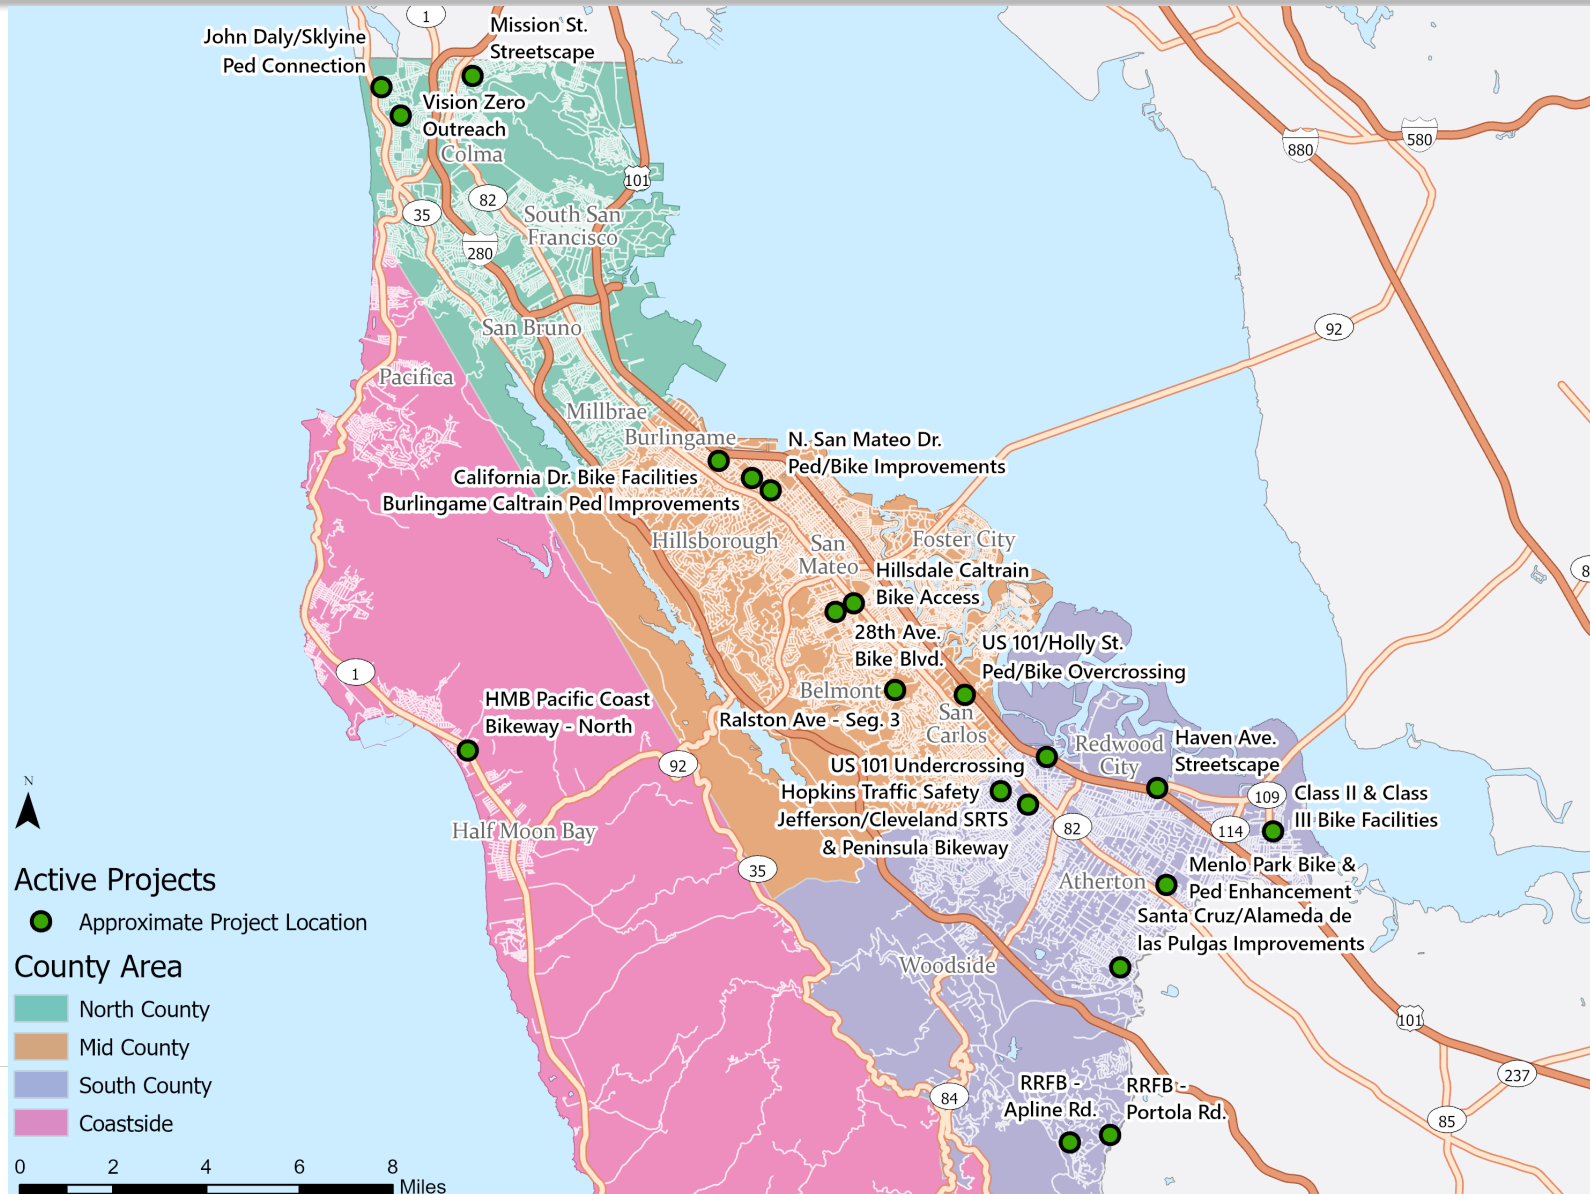 1
Mission St.
Streetscape
John Daly/Sklyine
Ped Connection
Vision Zero
Outreach
Colma
880
580
101
82
35
South San
Francisco
280
San Bruno
92
Pacifica
Millbrae
Burlingame
N. San Mateo Dr.
Ped/Bike Improvements
California Dr. Bike Facilities
Burlingame Caltrain Ped Improvements
Hillsborough
San
Mateo
Foster City
Hillsdale Caltrain
Bike Access
8
28th Ave.
Bike Blvd.
US 101/Holly St.
Ped/Bike Overcrossing
1
Belmont
HMB Pacific Coast
Bikeway - North
Ralston Ave - Seg. 3
San
Carlos
Redwood
City
Haven Ave.
Streetscape
92
US 101 Undercrossing
Hopkins Traffic Safety
Jefferson/Cleveland SRTS
& Peninsula Bikeway
109
Class II & Class
III Bike Facilities
82
114
Half Moon Bay
35
Menlo Park Bike &
Ped Enhancement
Atherton
Santa Cruz/Alameda de
las Pulgas Improvements
Woodside
101
237
84
85
RRFB -
Apline Rd.
RRFB -
Portola Rd.
N
Active Projects
Approximate Project Location
County Area
North County
Mid County
South County
Coastside
0 2 4 6 8
Miles